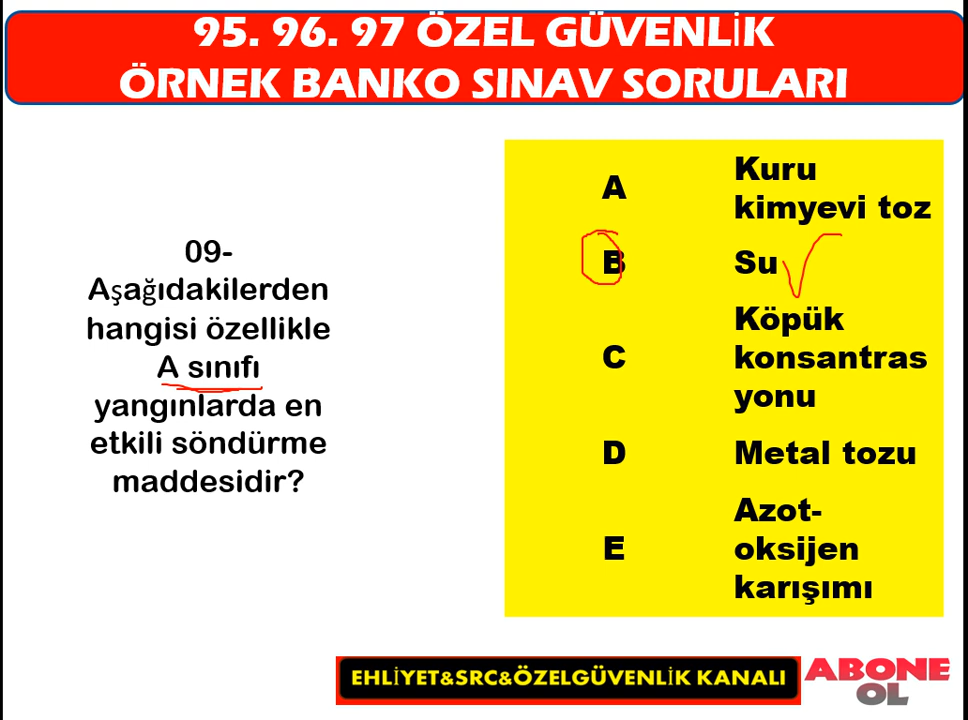 95. 96. 97 ÖZEL GÜVENLİK
ÖRNEK BANKO SINAV SORULARI
09-
Aşağıdakilerden
hangisi özellikle
A sınıfı
yangınlarda en
etkili söndürme
maddesidir?
A Kuru
kimyevi toz
B Su
C Köpük
konsantras
yonu
D Metal tozu
E Azot-
oksijen
karışımı
EHLİYET&SRC&ÖZELGÜVENLİK KANALI
ABONE
OL